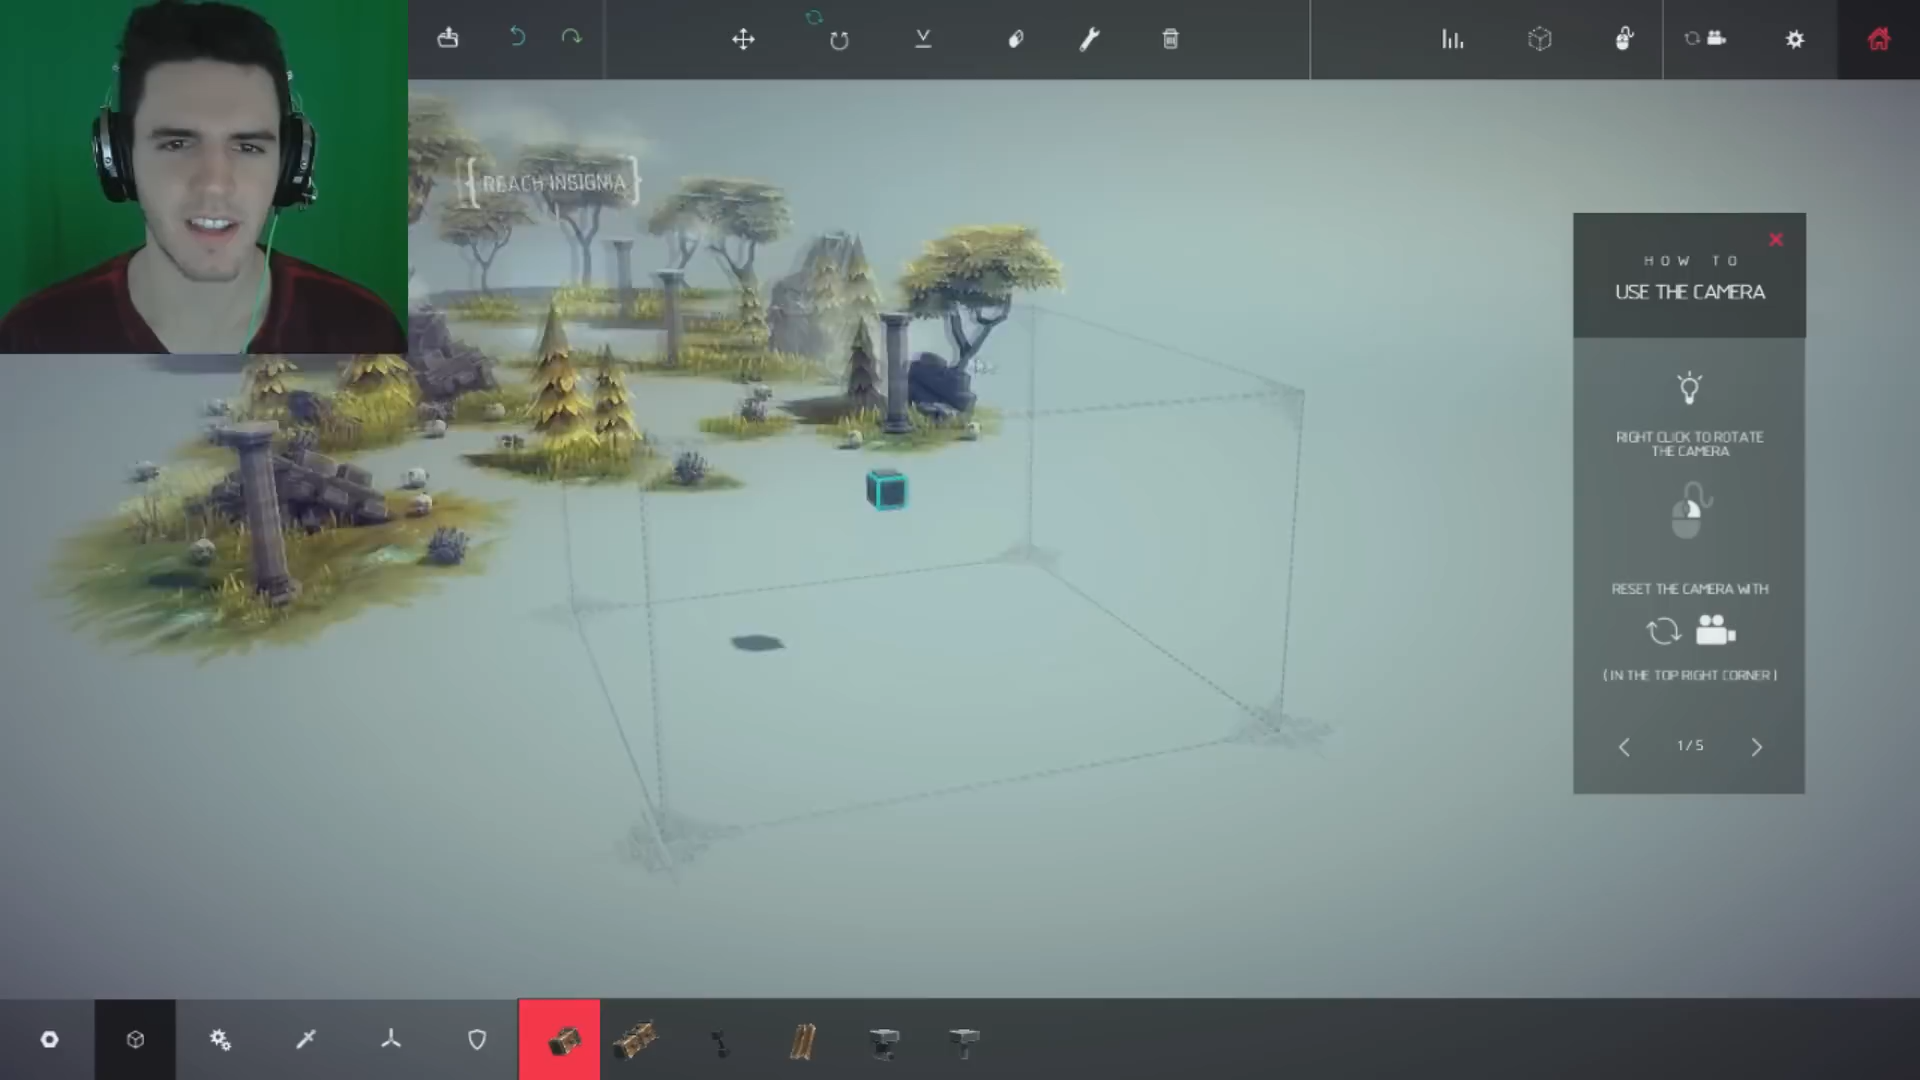 REACH INSIGNIA
HOW TO
USE THE CAMERA
RIGHT CLICK TO ROTATE
THE CAMERA
RESET THE CAMERA WITH
( IN THE TOP RIGHT CORNER )
1/5